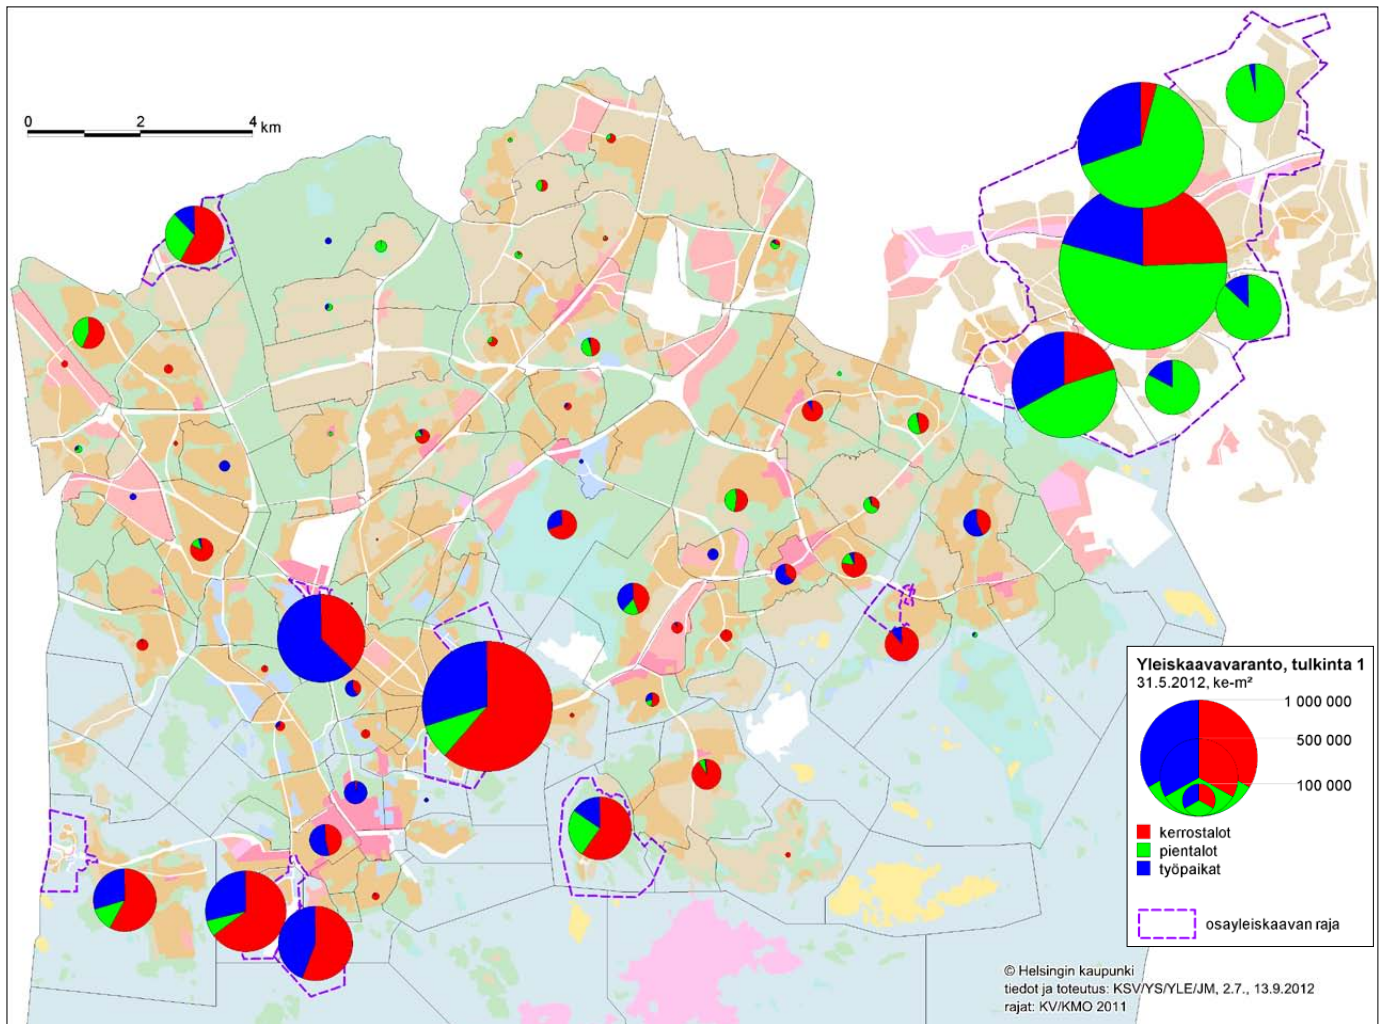 0 2 4 km
Yleiskaavavaranto, tulkinta 1
31.5.2012, ke-m²
1 000 000
500 000
100 000
kerrostalot
pientalot
työpaikat
osayleiskaavan raja
© Helsingin kaupunki
tiedot ja toteutus: KSV/YS/YLE/JM, 2.7., 13.9.2012
rajat: KV/KMO 2011